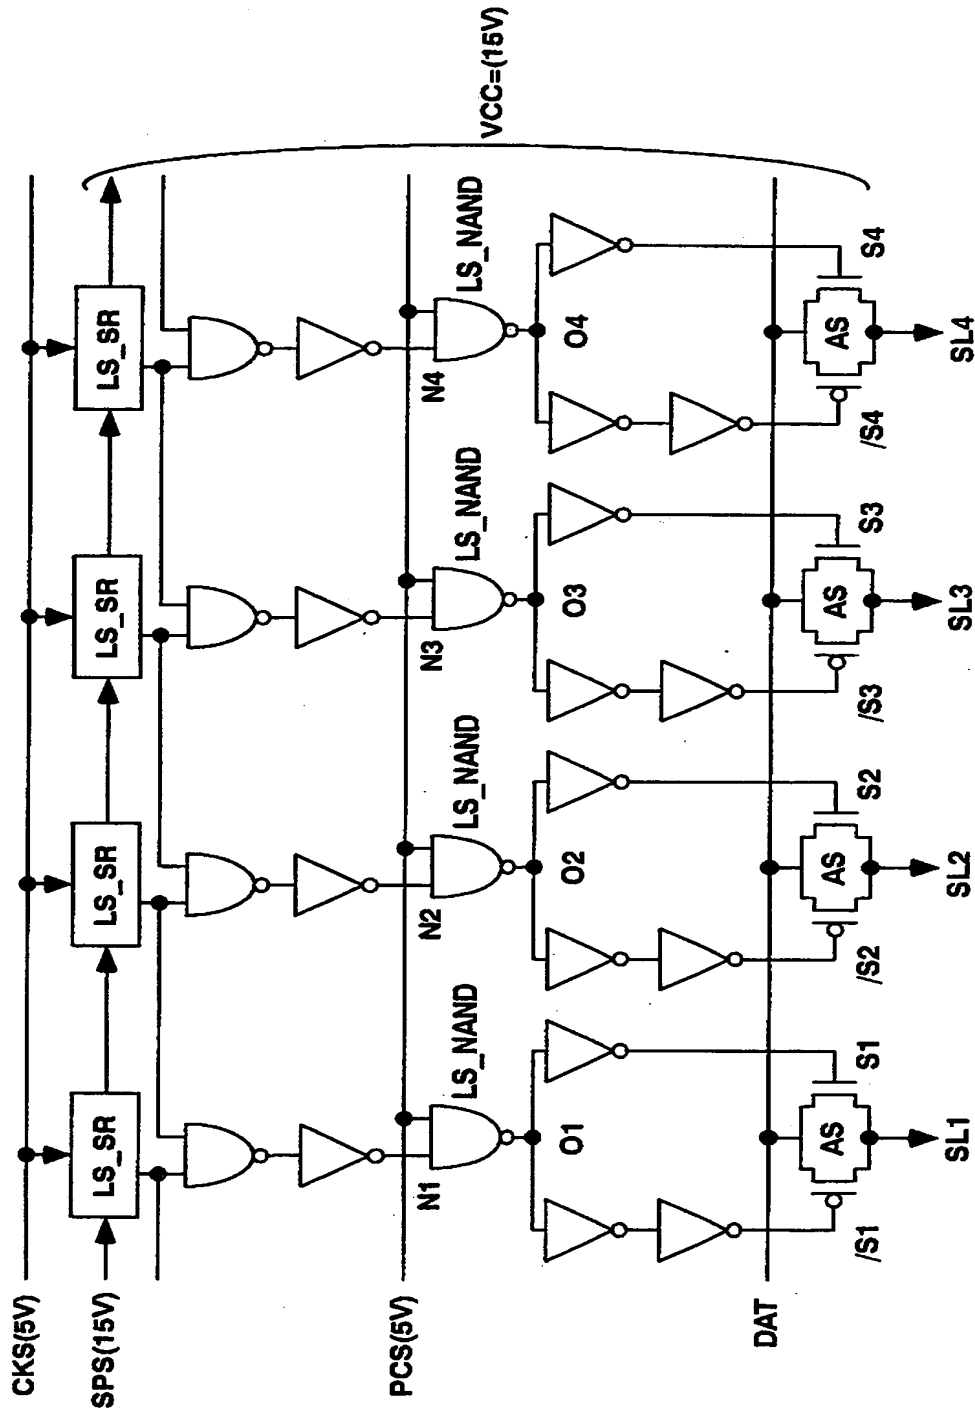 CKS(5V)
SPS(15V)
LS_SR
LS_SR
LS_SR
LS_SR
VCC=(15V)
PCS(5V)
N1
LS_NAND
N2
LS_NAND
N3
LS_NAND
N4
LS_NAND
O1
O2
O3
O4
DAT
/S1
AS
S1
/S2
AS
S2
/S3
AS
S3
/S4
AS
S4
SL1
SL2
SL3
SL4